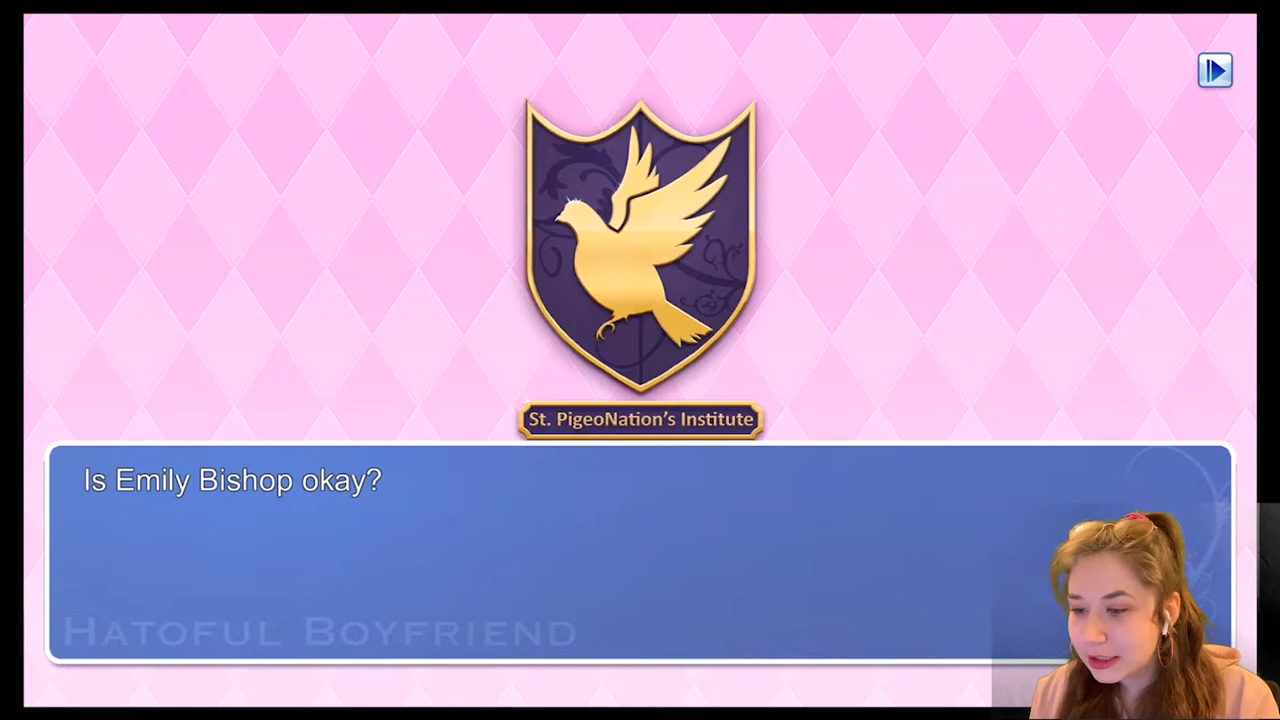 St. PigeoNation's Institute
Is Emily Bishop okay?
HATOFUL BOYFRIEND